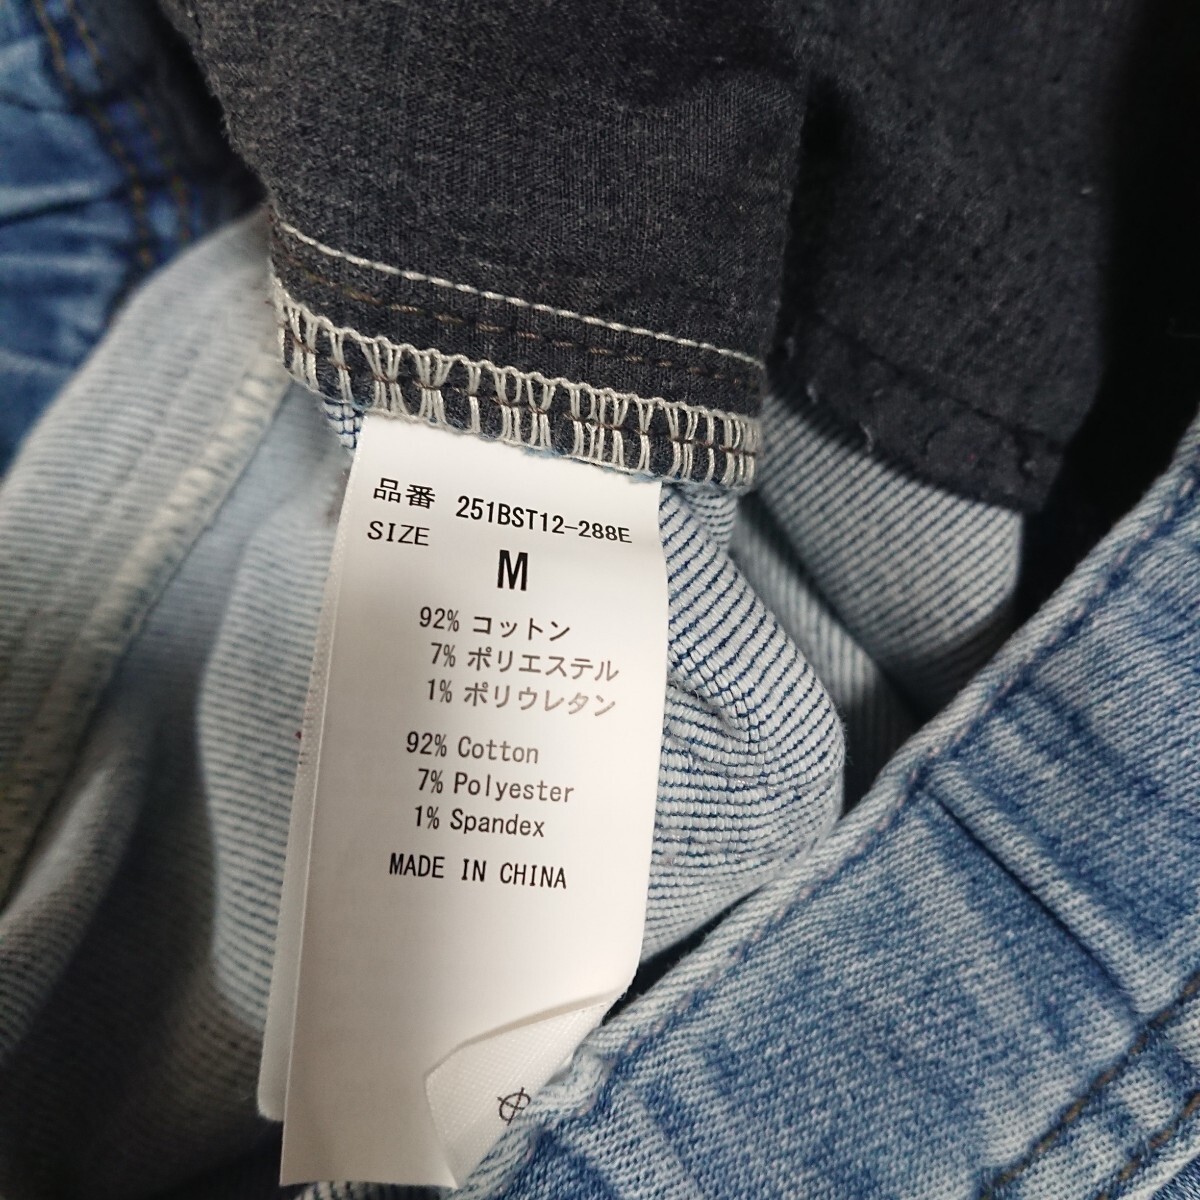 品番 251BST12-288E
SIZE M
92% コットン
7% ポリエステル
1% ポリウレタン
92% Cotton
7% Polyester
1% Spandex
MADE IN CHINA